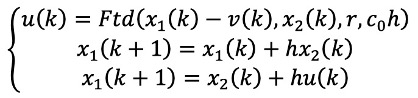 u(k) = Ftd(x₁(k) − v(k), x₂(k), r, c₀h)
x₁(k + 1) = x₁(k) + hx₂(k)
x₁(k + 1) = x₂(k) + hu(k)